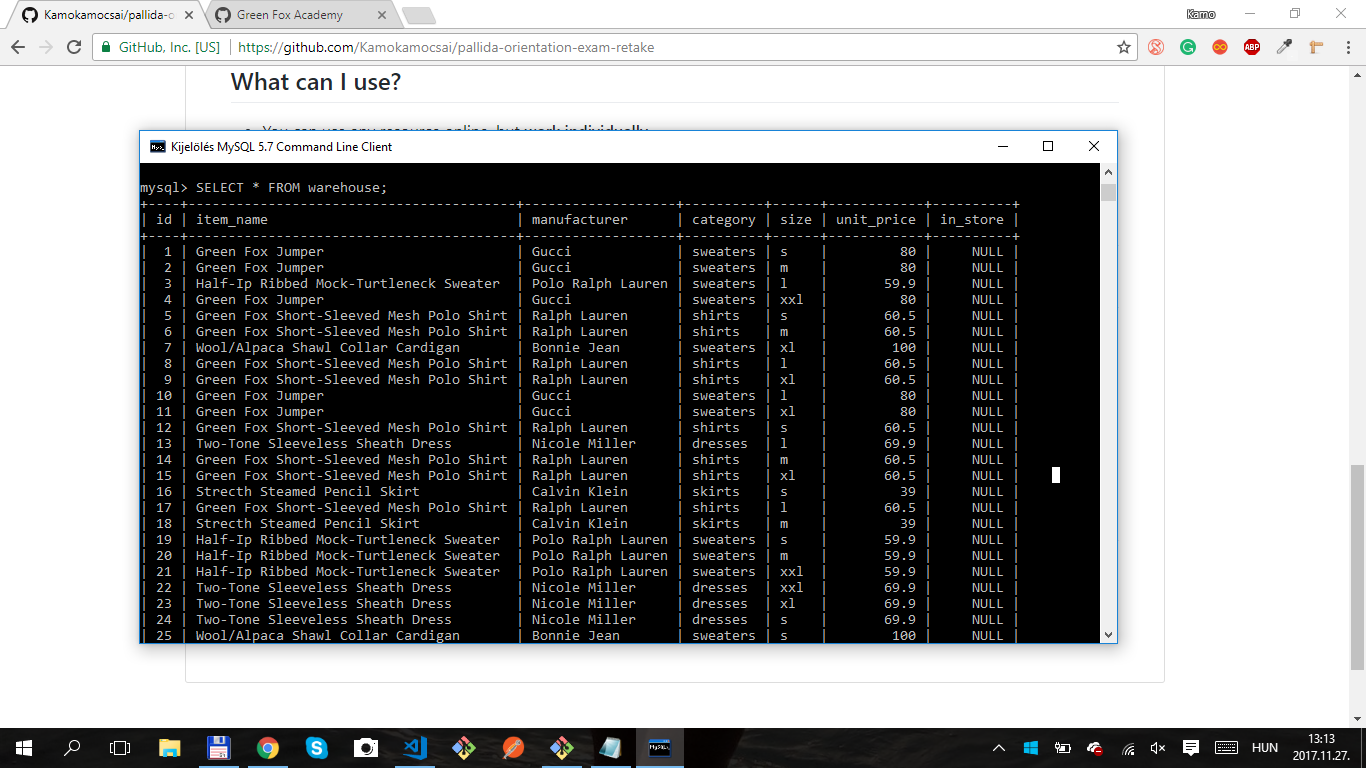 Kamokamocsai/pallida-o
Green Fox Academy
Kamo
GitHub, Inc. [US] https://github.com/Kamokamocsai/pallida-orientation-exam-retake
ABP
What can I use?
You can use any resource online, but work individually
Kijelölés MySQL 5.7 Command Line Client
mysql> SELECT * FROM warehouse;
+----+----------------------------------------+-------------------+----------+------+------------+----------+
| id | item_name | manufacturer | category | size | unit_price | in_store |
+----+----------------------------------------+-------------------+----------+------+------------+----------+
| 1 | Green Fox Jumper | Gucci | sweaters | s | 80 | NULL |
| 2 | Green Fox Jumper | Gucci | sweaters | m | 80 | NULL |
| 3 | Half-Ip Ribbed Mock-Turtleneck Sweater | Polo Ralph Lauren | sweaters | l | 59.9 | NULL |
| 4 | Green Fox Jumper | Gucci | sweaters | xxl | 80 | NULL |
| 5 | Green Fox Short-Sleeved Mesh Polo Shirt | Ralph Lauren | shirts | s | 60.5 | NULL |
| 6 | Green Fox Short-Sleeved Mesh Polo Shirt | Ralph Lauren | shirts | m | 60.5 | NULL |
| 7 | Wool/Alpaca Shawl Collar Cardigan | Bonnie Jean | sweaters | xl | 100 | NULL |
| 8 | Green Fox Short-Sleeved Mesh Polo Shirt | Ralph Lauren | shirts | l | 60.5 | NULL |
| 9 | Green Fox Short-Sleeved Mesh Polo Shirt | Ralph Lauren | shirts | xl | 60.5 | NULL |
| 10 | Green Fox Jumper | Gucci | sweaters | l | 80 | NULL |
| 11 | Green Fox Jumper | Gucci | sweaters | xl | 80 | NULL |
| 12 | Green Fox Short-Sleeved Mesh Polo Shirt | Ralph Lauren | shirts | s | 60.5 | NULL |
| 13 | Two-Tone Sleeveless Sheath Dress | Nicole Miller | dresses | l | 69.9 | NULL |
| 14 | Green Fox Short-Sleeved Mesh Polo Shirt | Ralph Lauren | shirts | m | 60.5 | NULL |
| 15 | Green Fox Short-Sleeved Mesh Polo Shirt | Ralph Lauren | shirts | xl | 60.5 | NULL |
| 16 | Strecth Steamed Pencil Skirt | Calvin Klein | skirts | s | 39 | NULL |
| 17 | Green Fox Short-Sleeved Mesh Polo Shirt | Ralph Lauren | shirts | l | 60.5 | NULL |
| 18 | Strecth Steamed Pencil Skirt | Calvin Klein | skirts | m | 39 | NULL |
| 19 | Half-Ip Ribbed Mock-Turtleneck Sweater | Polo Ralph Lauren | sweaters | s | 59.9 | NULL |
| 20 | Half-Ip Ribbed Mock-Turtleneck Sweater | Polo Ralph Lauren | sweaters | m | 59.9 | NULL |
| 21 | Half-Ip Ribbed Mock-Turtleneck Sweater | Polo Ralph Lauren | sweaters | xxl | 59.9 | NULL |
| 22 | Two-Tone Sleeveless Sheath Dress | Nicole Miller | dresses | xxl | 69.9 | NULL |
| 23 | Two-Tone Sleeveless Sheath Dress | Nicole Miller | dresses | xl | 69.9 | NULL |
| 24 | Two-Tone Sleeveless Sheath Dress | Nicole Miller | dresses | s | 69.9 | NULL |
| 25 | Wool/Alpaca Shawl Collar Cardigan | Bonnie Jean | sweaters | s | 100 | NULL |
HUN
13:13
2017.11.27.